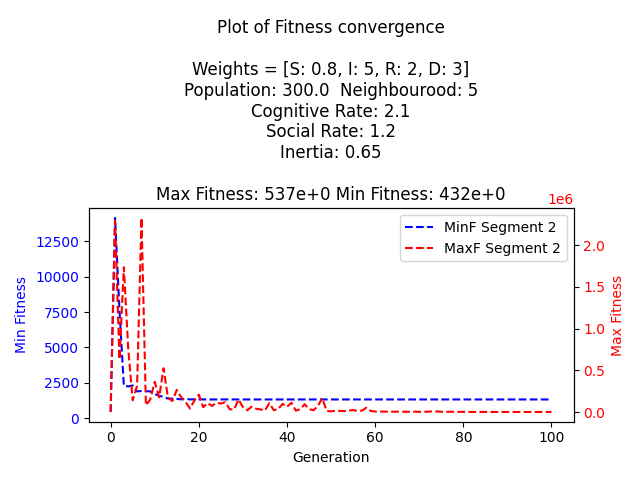 Plot of Fitness convergence
Weights = [S: 0.8, I: 5, R: 2, D: 3]
Population: 300.0  Neighbourood: 5
Cognitive Rate: 2.1
Social Rate: 1.2
Inertia: 0.65
Max Fitness: 537e+0 Min Fitness: 432e+0
1e6
MinF Segment 2
MaxF Segment 2
Min Fitness
12500
10000
7500
5000
2500
0
Max Fitness
2.0
1.5
1.0
0.5
0.0
0 20 40 60 80 100
Generation